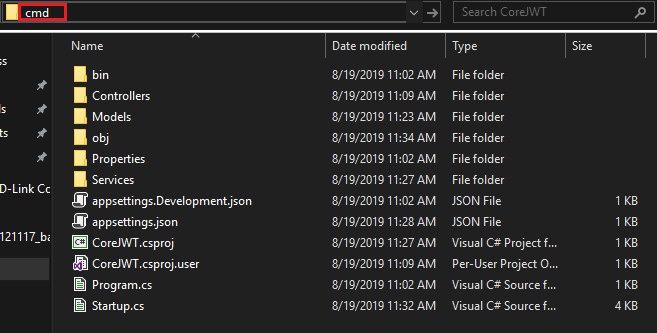 cmd Search CoreJWT
Name Date modified Type Size
ss
bin 8/19/2019 11:02 AM File folder
Controllers 8/19/2019 11:09 AM File folder
ls Models 8/19/2019 11:23 AM File folder
ts obj 8/19/2019 11:34 AM File folder
Properties 8/19/2019 11:02 AM File folder
Services 8/19/2019 11:27 AM File folder
D-Link Co appsettings.Development.json 8/19/2019 11:02 AM JSON File 1 KB
appsettings.json 8/19/2019 11:28 AM JSON File 1 KB
121117_ba CoreJWT.csproj 8/19/2019 11:27 AM Visual C# Project f... 1 KB
CoreJWT.csproj.user 8/19/2019 11:09 AM Per-User Project O... 1 KB
Program.cs 8/19/2019 11:02 AM Visual C# Source f... 1 KB
Startup.cs 8/19/2019 11:32 AM Visual C# Source f... 4 KB